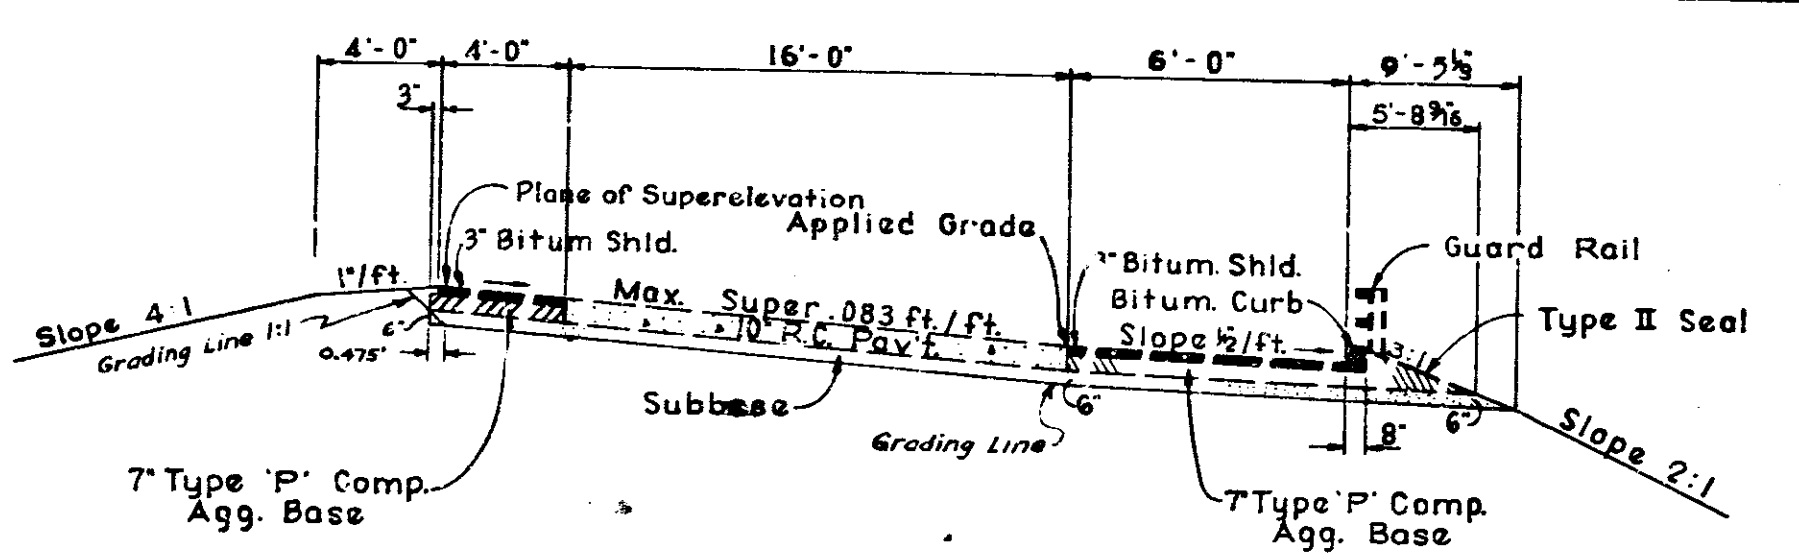 4'-0"
4'-0"
16'-0"
6'-0"
9'-5⅓"
3"
5'-8 9/16"
Plane of Superelevation
Applied Grade
3" Bitum Shld.
Guard Rail
1"/ft.
Bitum. Shld.
Max. Super .083 ft./ft.
Bitum. Curb
Type II Seal
Slope 4:1
6"
10" R.C. Pav't.
Slope ½"/ft.
3:1
Grading Line 1:1
0.475'
Subbase
6"
6"
Slope 2:1
Grading Line
8"
7" Type 'P' Comp.
Agg. Base
7" Type 'P' Comp.
Agg. Base